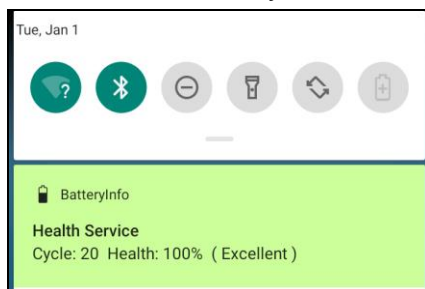 Tue, Jan 1
?
BatteryInfo
Health Service
Cycle: 20 Health: 100% ( Excellent )